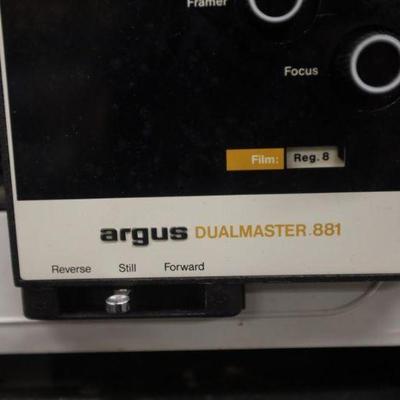 Framer
Focus
Film: Reg. 8
argus DUALMASTER 881
Reverse Still Forward